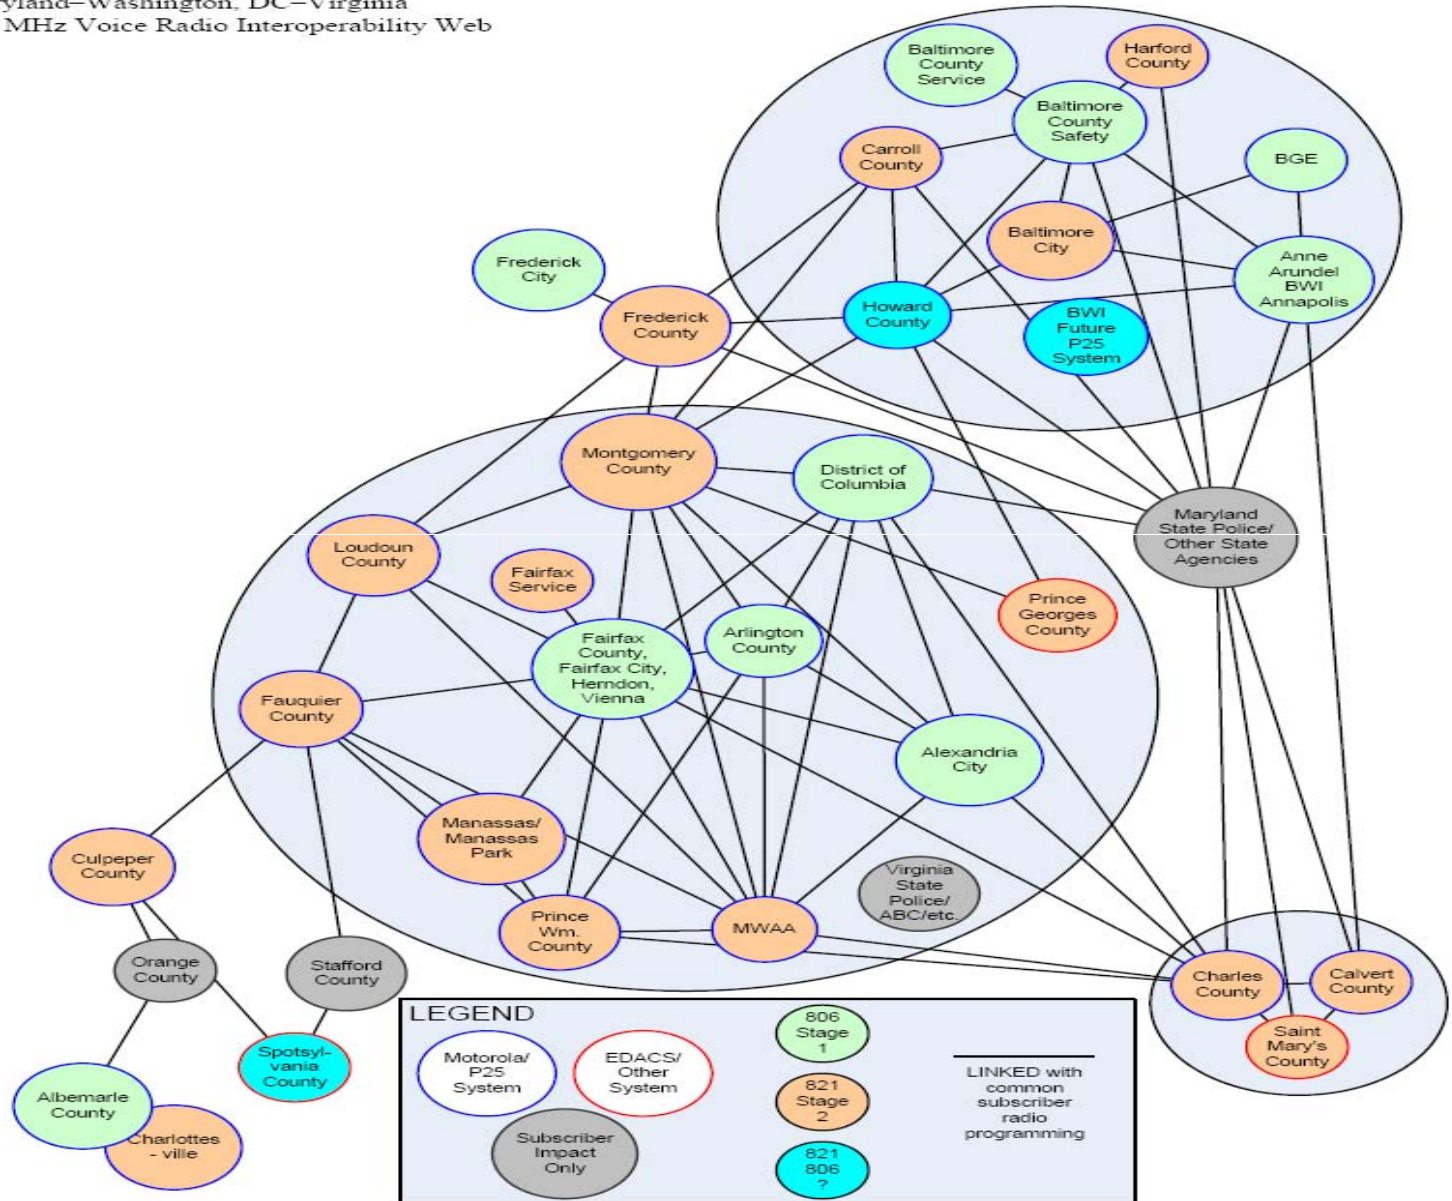 ryland–Washington, DC–Virginia
MHz Voice Radio Interoperability Web
Baltimore
County
Service
Harford
County
Baltimore
County
Safety
Carroll
County
BGE
Baltimore
City
Frederick
City
Anne
Arundel
BWI
Annapolis
Frederick
County
Howard
County
BWI
Future
P25
System
Montgomery
County
District of
Columbia
Maryland
State Police/
Other State
Agencies
Loudoun
County
Fairfax
Service
Prince
Georges
County
Fairfax
County,
Fairfax City,
Herndon,
Vienna
Arlington
County
Fauquier
County
Alexandria
City
Manassas/
Manassas
Park
Culpeper
County
Virginia
State
Police/
ABC/etc.
Prince
Wm.
County
MWAA
Orange
County
Stafford
County
Charles
County
Calvert
County
Saint
Mary's
County
Spotsyl-
vania
County
Albemarle
County
Charlottes
- ville
LEGEND
Motorola/
P25
System
EDACS/
Other
System
Subscriber
Impact
Only
806
Stage
1
821
Stage
2
821
806
?
LINKED with
common
subscriber
radio
programming